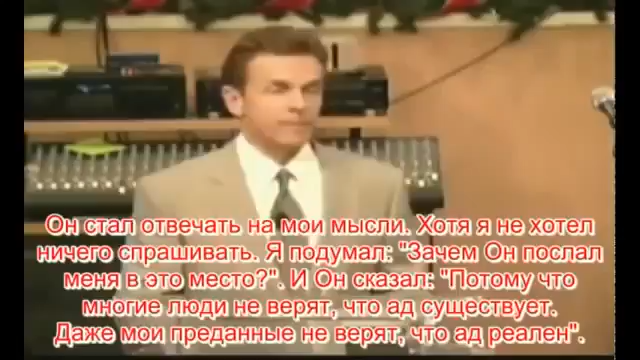 Он стал отвечать на мои мысли. Хотя я не хотел
ничего спрашивать. Я подумал: "Зачем Он послал
меня в это место?". И Он сказал: "Потому что
многие люди не верят, что ад существует.
Даже мои преданные не верят, что ад реален".